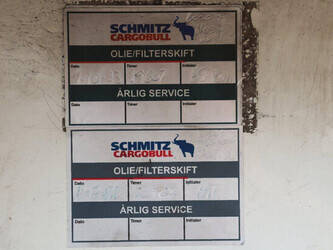 SCHMITZ
CARGOBULL
OLIE/FILTERSKIFT
Dato Timer Initialer
ÅRLIG SERVICE
Dato Timer Initialer
SCHMITZ
CARGOBULL
OLIE/FILTERSKIFT
Dato Timer Initialer
ÅRLIG SERVICE
Dato Timer Initialer